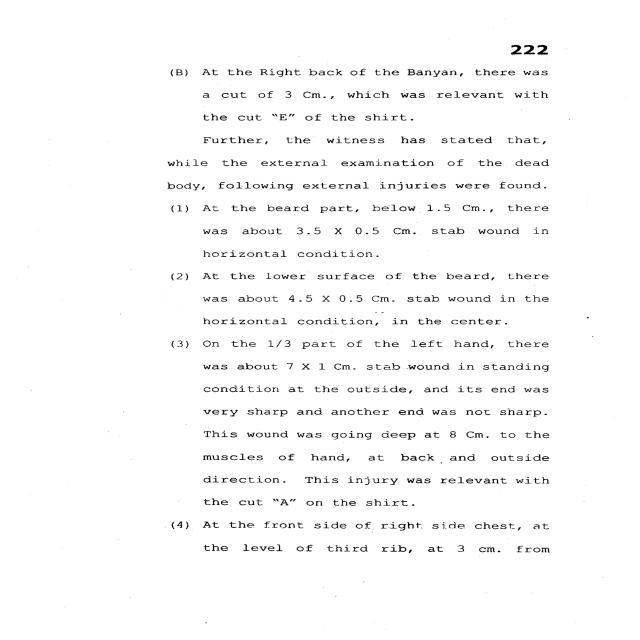 222
(B) At the Right back of the Banyan, there was
a cut of 3 Cm., which was relevant with
the cut "E" of the shirt.
Further, the witness has stated that,
while the external examination of the dead
body, following external injuries were found.
(1) At the beard part, below 1.5 Cm., there
was about 3.5 X 0.5 Cm. stab wound in
horizontal condition.
(2) At the lower surface of the beard, there
was about 4.5 X 0.5 Cm. stab wound in the
horizontal condition, in the center.
(3) On the 1/3 part of the left hand, there
was about 7 X 1 Cm. stab wound in standing
condition at the outside, and its end was
very sharp and another end was not sharp.
This wound was going deep at 8 Cm. to the
muscles of hand, at back and outside
direction. This injury was relevant with
the cut "A" on the shirt.
(4) At the front side of right side chest, at
the level of third rib, at 3 cm. from